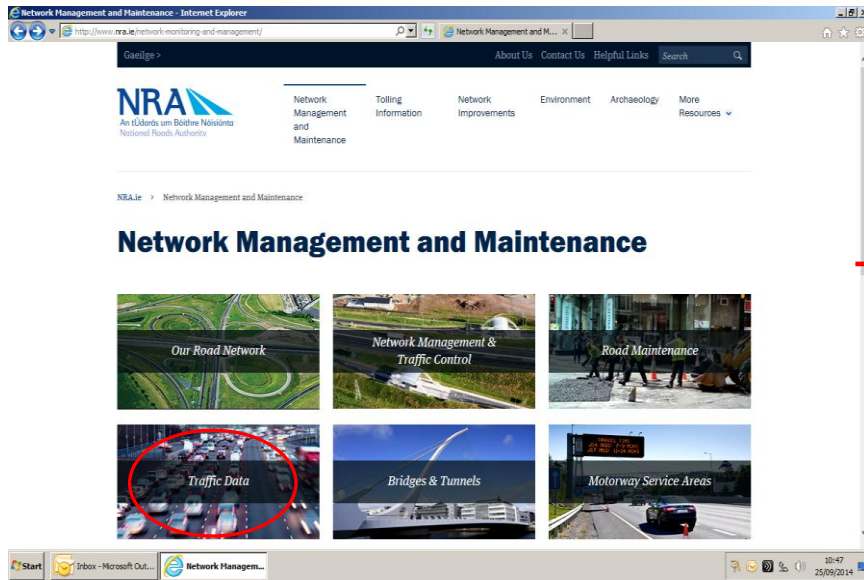 Network Management and Maintenance - Internet Explorer
http://www.nra.ie/network-monitoring-and-management/
Network Management and M...
Gaeilge >
About Us Contact Us Helpful Links Search
NRA
An tÚdarás um Bóithre Náisiúnta
National Roads Authority
Network Management and Maintenance
Tolling Information
Network Improvements
Environment
Archaeology
More Resources
NRA.ie > Network Management and Maintenance
Network Management and Maintenance
Our Road Network
Network Management &
Traffic Control
Road Maintenance
Traffic Data
Bridges & Tunnels
Motorway Service Areas
Start
Inbox - Microsoft Out...
Network Managem...
10:47
25/09/2014